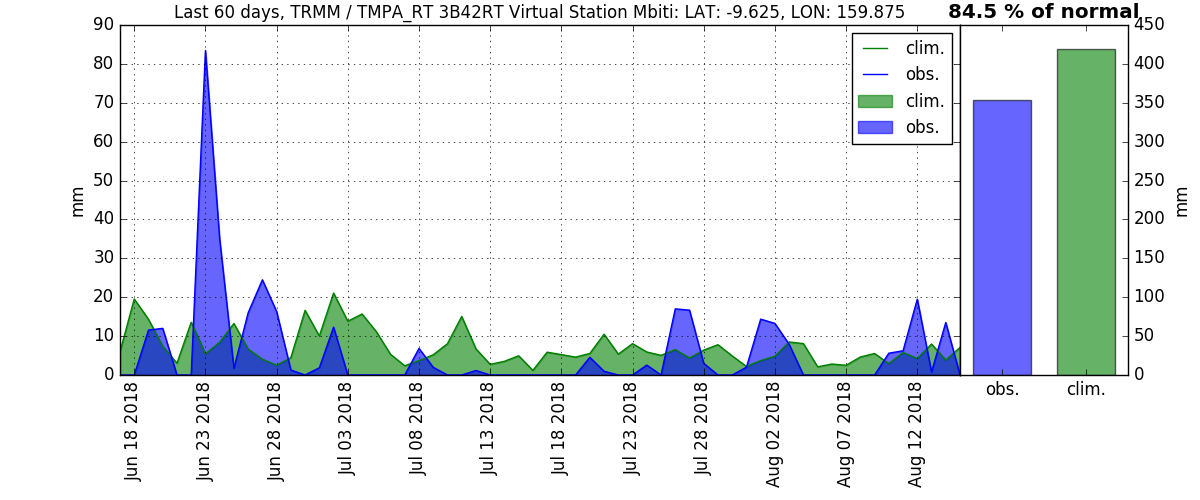 Last 60 days, TRMM / TMPA_RT 3B42RT Virtual Station Mbiti: LAT: -9.625, LON: 159.875
84.5 % of normal
90
80
70
60
50
40
30
20
10
0
mm
clim.
obs.
clim.
obs.
Jun 18 2018
Jun 23 2018
Jun 28 2018
Jul 03 2018
Jul 08 2018
Jul 13 2018
Jul 18 2018
Jul 23 2018
Jul 28 2018
Aug 02 2018
Aug 07 2018
Aug 12 2018
450
400
350
300
250
200
150
100
50
0
mm
obs.
clim.